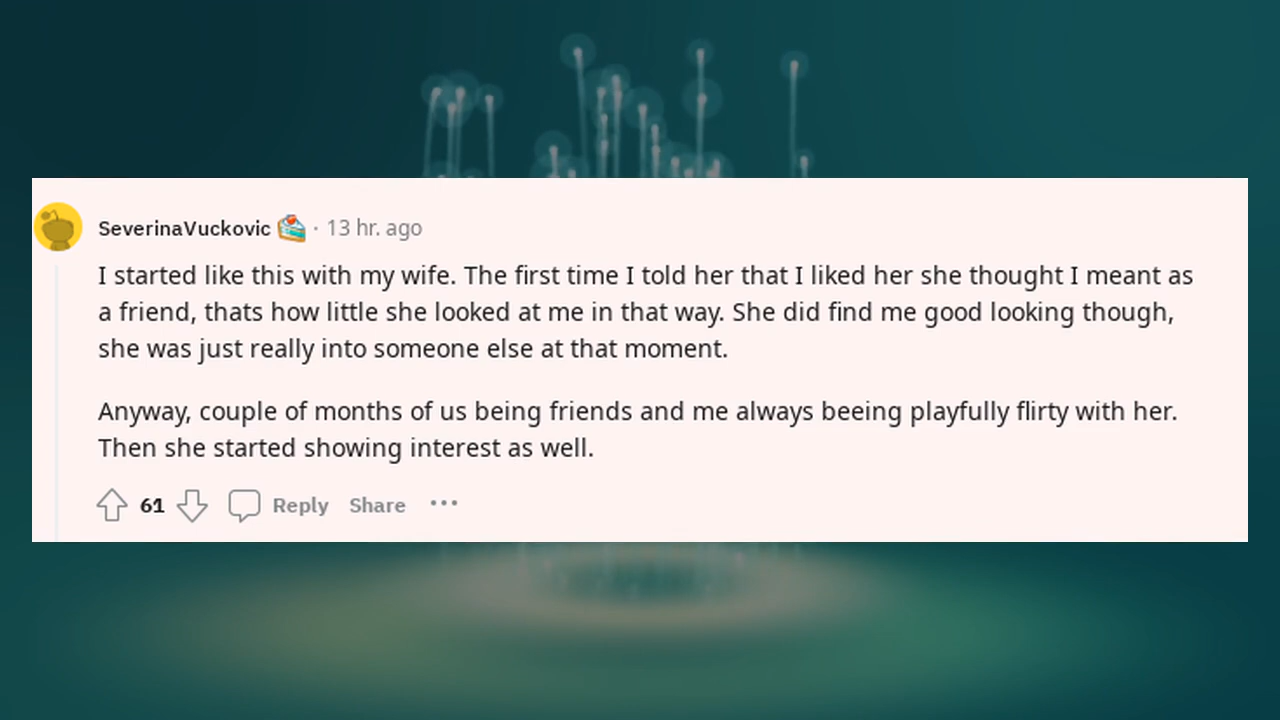 SeverinaVuckovic · 13 hr. ago
I started like this with my wife. The first time I told her that I liked her she thought I meant as
a friend, thats how little she looked at me in that way. She did find me good looking though,
she was just really into someone else at that moment.
Anyway, couple of months of us being friends and me always beeing playfully flirty with her.
Then she started showing interest as well.
61 Reply Share ···